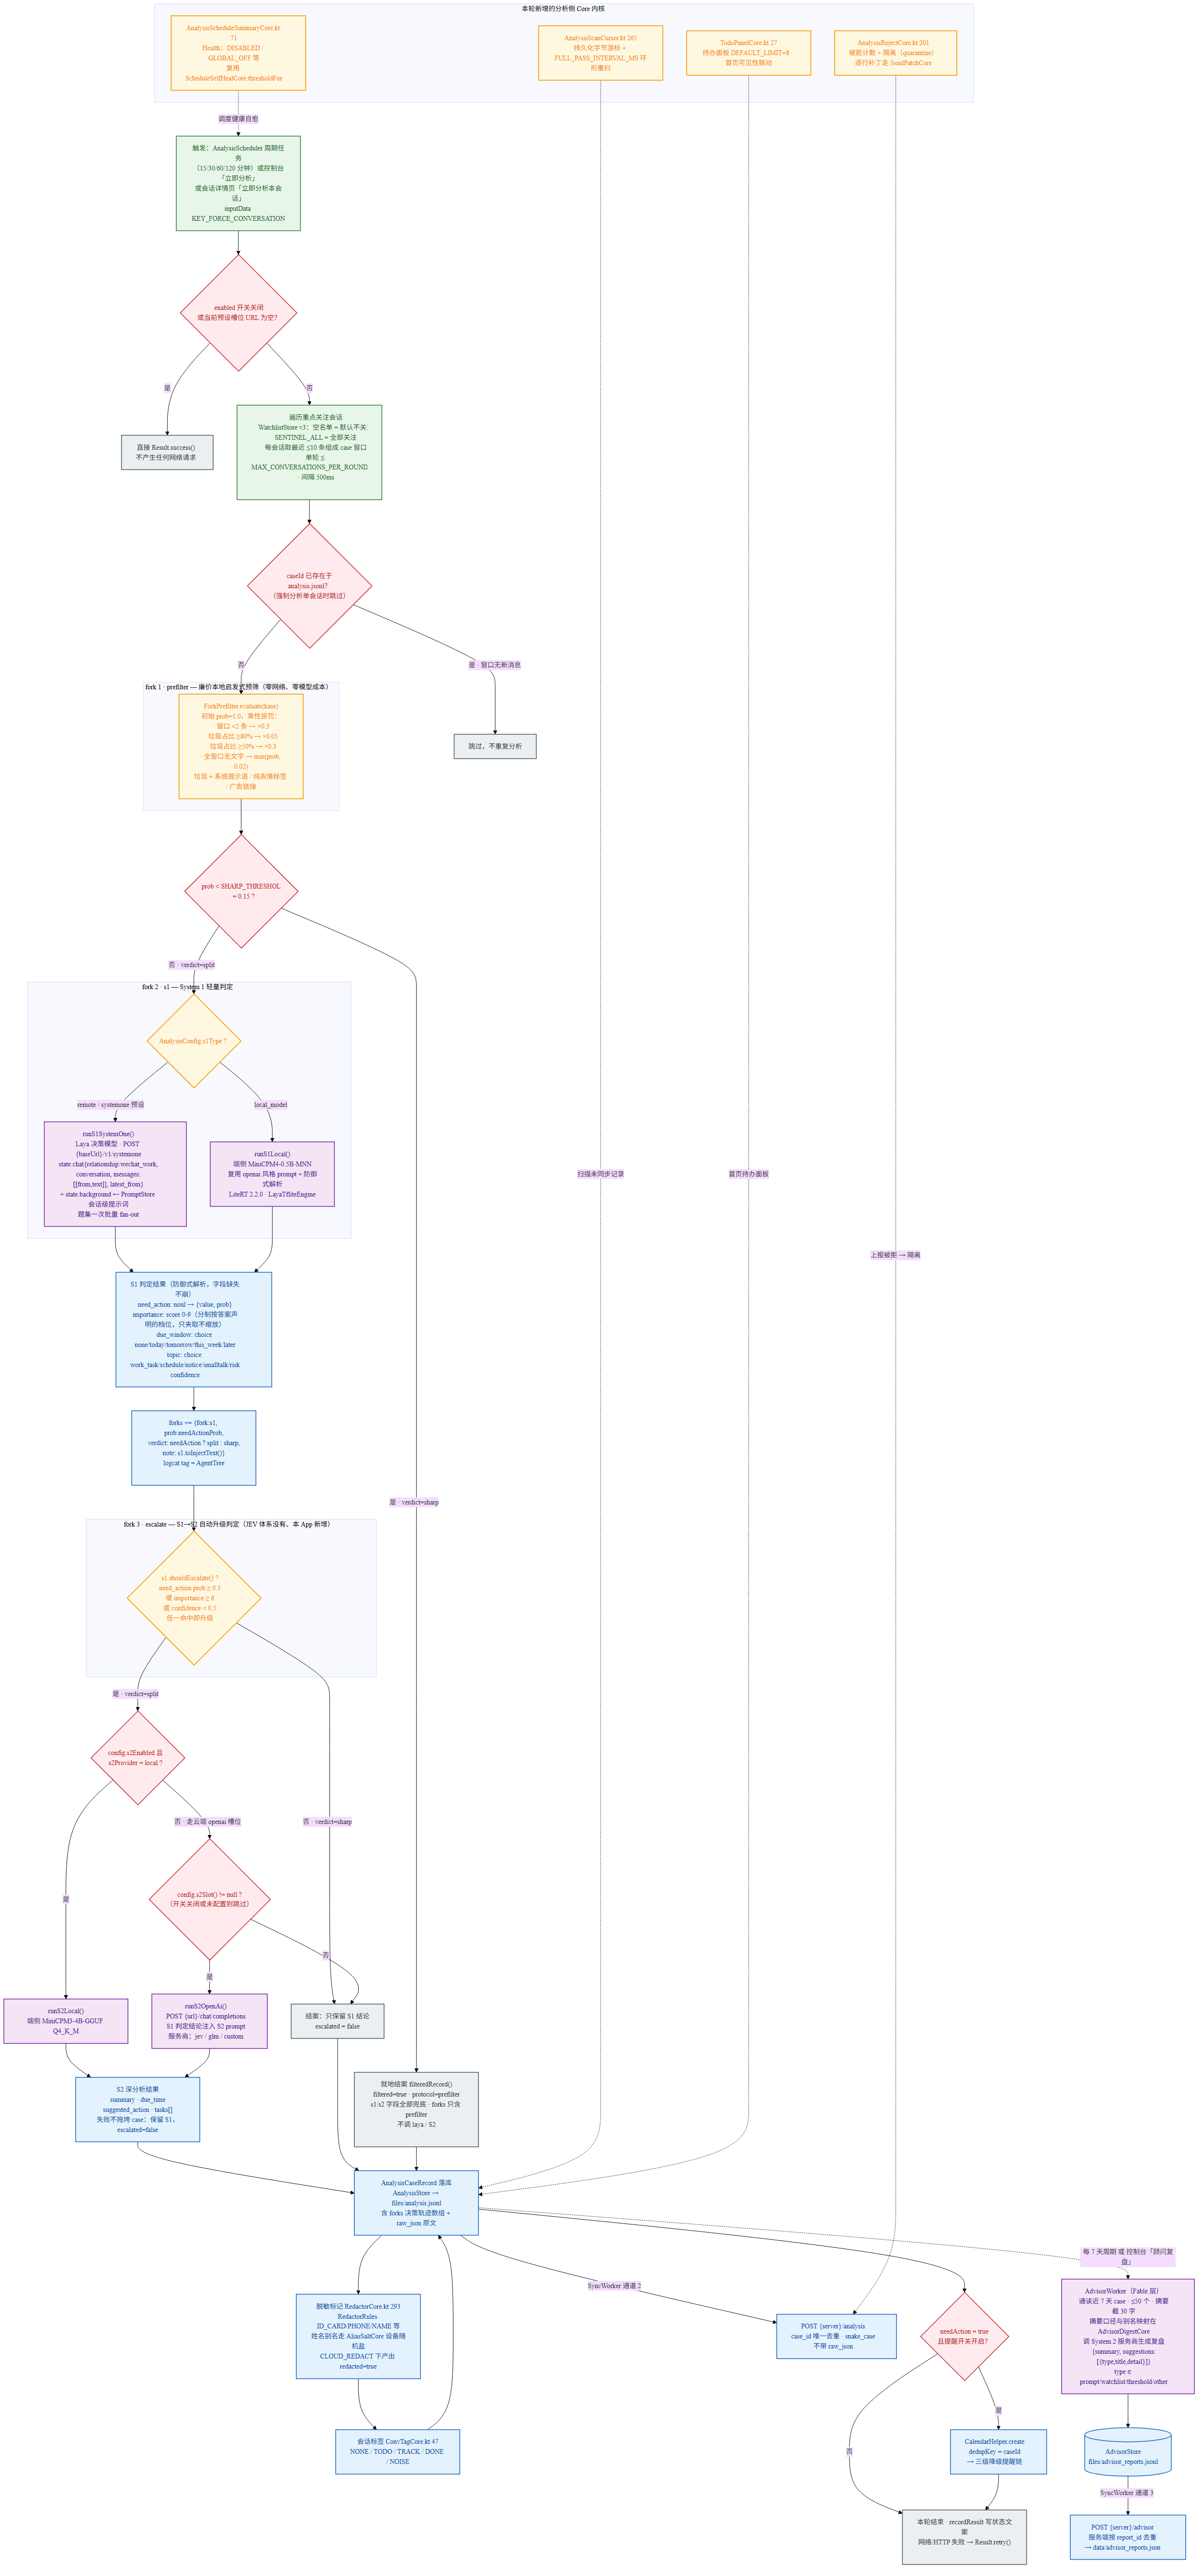 本轮新增的分析侧 Core 内核
AnalysisScheduleSummaryCore.kt
71
Health：DISABLED /
GLOBAL_OFF 等
复用
ScheduleSelfHealCore.thresholdFor
AnalysisScanCursor.kt 265
持久化字节游标 +
FULL_PASS_INTERVAL_MS 环
形重扫
TodoPanelCore.kt 27
待办面板 DEFAULT_LIMIT=8
首页可见性联动
AnalysisRejectCore.kt 201
被拒计数 + 隔离（quarantine）
逐行补丁走 JsonlPatchCore
调度健康自愈
触发：AnalysisScheduler 周期任
务
（15/30/60/120 分钟）或控制台
「立即分析」
或会话详情页「立即分析本会
话」
inputData
KEY_FORCE_CONVERSATION
enabled 开关关闭
或当前预设槽位 URL 为空？
是
否
直接 Result.success()
不产生任何网络请求
遍历重点关注会话
WatchlistStore v3：空名单 = 默认不关
SENTINEL_ALL = 全部关注
每会话取最近 ≤10 条组成 case 窗口
单轮 ≤
MAX_CONVERSATIONS_PER_ROUND
· 间隔 500ms
caseId 已存在于
analysis.jsonl？
（强制分析单会话时跳过）
否
是 · 窗口无新消息
跳过，不重复分析
fork 1 · prefilter — 廉价本地启发式预筛（零网络、零模型成本）
ForkPrefilter.evaluate(kase)
初始 prob=1.0，乘性惩罚：
· 窗口 <2 条 → ×0.3
· 垃圾占比 ≥80% → ×0.05
· 垃圾占比 ≥50% → ×0.3
· 全窗口无文字 → min(prob,
0.02)
垃圾 = 系统提示语 / 纯表情标签
/ 广告链接
prob < SHARP_THRESHOL
= 0.15 ?
否 · verdict=split
fork 2 · s1 — System 1 轻量判定
AnalysisConfig.s1Type ?
remote / systemone 预设
local_model
runS1SystemOne()
Laya 决策模型 · POST
{baseUrl}/v1/systemone
state.chat{relationship:wechat_work,
conversation, messages:
[[from,text], latest_from}
+ state.background ← PromptStore
会话级提示词
题集一次批量 fan-out
runS1Local()
端侧 MiniCPM4-0.5B-MNN
复用 openai 风格 prompt + 防御
式解析
LiteRT 2.2.0 · LayaTfliteEngine
扫描未同步记录
首页待办面板
上报被拒 → 隔离
S1 判定结果（防御式解析，字段缺失
不崩）
need_action: noul → {value, prob}
importance: score 0-9（分制按答案声
明的档位，只夹取不缩放）
due_window: choice
none/today/tomorrow/this_week/later
topic: choice
work_task/schedule/notice/smalltalk/risk
confidence
forks += {fork:s1,
prob:needActionProb,
verdict: needAction ? split : sharp,
note: s1.toInjectText()}
logcat tag = AgentTree
是 · verdict=sharp
fork 3 · escalate — S1→S2 自动升级判定（JEV 体系没有、本 App 新增）
s1.shouldEscalate() ?
need_action prob ≥ 0.5
或 importance ≥ 6
或 confidence < 0.5
任一命中即升级
是 · verdict=split
config.s2Enabled 且
s2Provider = local ?
否 · 走云端 openai 槽位
否 · verdict=sharp
config.s2Slot() != null ?
（开关关闭或未配置则跳过）
是
否
是
runS2Local()
端侧 MiniCPM3-4B-GGUF
Q4_K_M
runS2OpenAi()
POST {url}/chat/completions
S1 判定结论注入 S2 prompt
服务商：jev / glm / custom
结案：只保留 S1 结论
escalated = false
S2 深分析结果
summary · due_time
suggested_action · tasks[]
失败不拖垮 case：保留 S1，
escalated=false
就地结案 filteredRecord()
filtered=true · protocol=prefilter
s1/s2 字段全部兜底 · forks 只含
prefilter
不调 laya / S2
AnalysisCaseRecord 落库
AnalysisStore →
files/analysis.jsonl
含 forks 决策轨迹数组 +
raw_json 原文
每 7 天周期 或 控制台「顾问复
盘」
SyncWorker 通道 2
脱敏标记 RedactorCore.kt 293
RedactorRules
ID_CARD/PHONE/NAME 等
姓名别名走 AliasSaltCore 设备随
机盐
CLOUD_REDACT 下产出
redacted=true
POST {server}/analysis
case_id 唯一去重 · snake_case
不带 raw_json
needAction = true
且提醒开关开启？
AdvisorWorker（Fable 层）
通读近 7 天 case · ≤50 个 · 摘要
截 30 字
摘要口径与别名映射在
AdvisorDigestCore
调 System 2 服务商生成复盘
{summary, suggestions:
[{type,title,detail}]}
type ∈
prompt/watchlist/threshold/other
是
否
会话标签 ConvTagCore.kt 47
NONE / TODO / TRACK / DONE
/ NOISE
CalendarHelper.create
dedupKey = caseId
→ 三级降级提醒链
AdvisorStore
files/advisor_reports.jsonl
SyncWorker 通道 3
本轮结束 · recordResult 写状态文
案
网络/HTTP 失败 → Result.retry()
POST {server}/advisor
服务端按 report_id 去重
→ data/advisor_reports.json